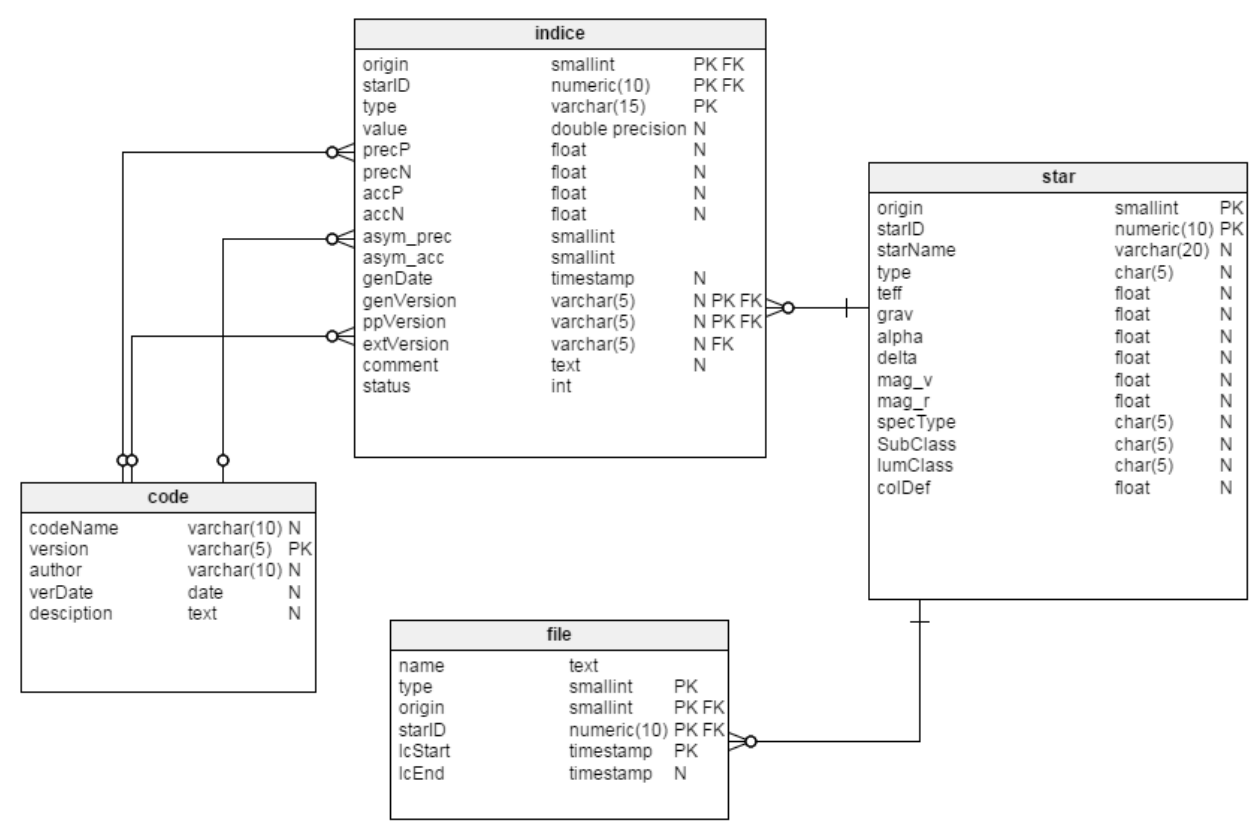 indice
origin smallint PK FK
starID numeric(10) PK FK
type varchar(15) PK
value double precision N
precP float N
precN float N
accP float N
accN float N
asym_prec smallint
asym_acc smallint
genDate timestamp N
genVersion varchar(5) N PK FK
ppVersion varchar(5) N PK FK
extVersion varchar(5) N FK
comment text N
status int
star
origin smallint PK
starID numeric(10) PK
starName varchar(20) N
type char(5) N
teff float N
grav float N
alpha float N
delta float N
mag_v float N
mag_r float N
specType char(5) N
SubClass char(5) N
lumClass char(5) N
colDef float N
code
codeName varchar(10) N
version varchar(5) PK
author varchar(10) N
verDate date N
desciption text N
file
name text
type smallint PK
origin smallint PK FK
starID numeric(10) PK FK
lcStart timestamp PK
lcEnd timestamp N